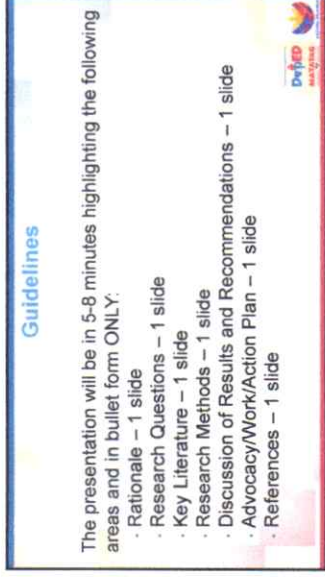 Guidelines
The presentation will be in 5-8 minutes highlighting the following
areas and in bullet form ONLY:
· Rationale – 1 slide
· Research Questions – 1 slide
· Key Literature – 1 slide
· Research Methods – 1 slide
· Discussion of Results and Recommendations – 1 slide
· Advocacy/Work/Action Plan – 1 slide
· References – 1 slide
DepED
MATATAG